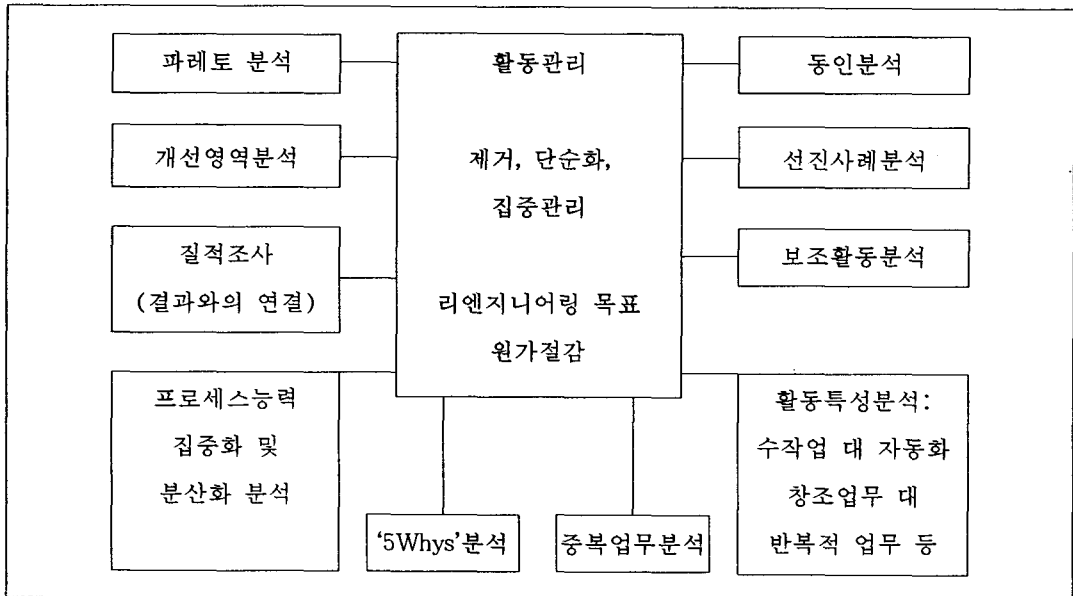 파레토 분석
개선영역분석
질적조사
(결과와의 연결)
프로세스능력
집중화 및
분산화 분석
활동관리
제거, 단순화,
집중관리
리엔지니어링 목표
원가절감
'5Whys'분석
중복업무분석
동인분석
선진사례분석
보조활동분석
활동특성분석:
수작업 대 자동화
창조업무 대
반복적 업무 등